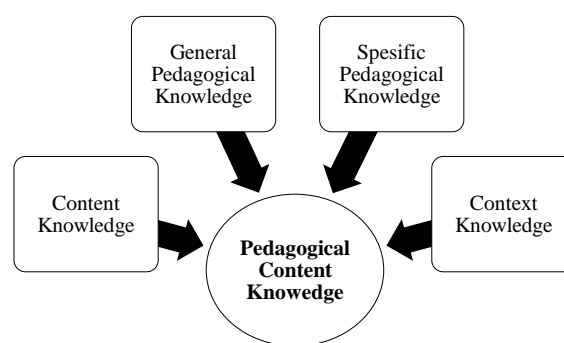 General
Pedagogical
Knowledge
Spesific
Pedagogical
Knowledge
Content
Knowledge
Context
Knowledge
Pedagogical
Content
Knowedge